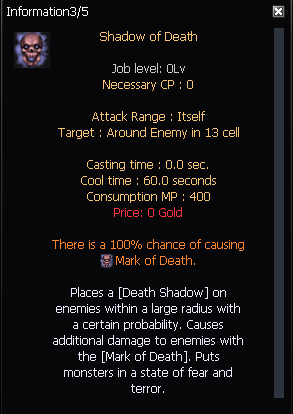 Information3/5
Shadow of Death
Job level: 0Lv
Necessary CP : 0
Attack Range : Itself
Target : Around Enemy in 13 cell
Casting time : 0.0 sec.
Cool time : 60.0 seconds
Consumption MP : 400
Price: 0 Gold
There is a 100% chance of causing
Mark of Death.
Places a [Death Shadow] on
enemies within a large radius with
a certain probability. Causes
additional damage to enemies with
the [Mark of Death]. Puts
monsters in a state of fear and
terror.